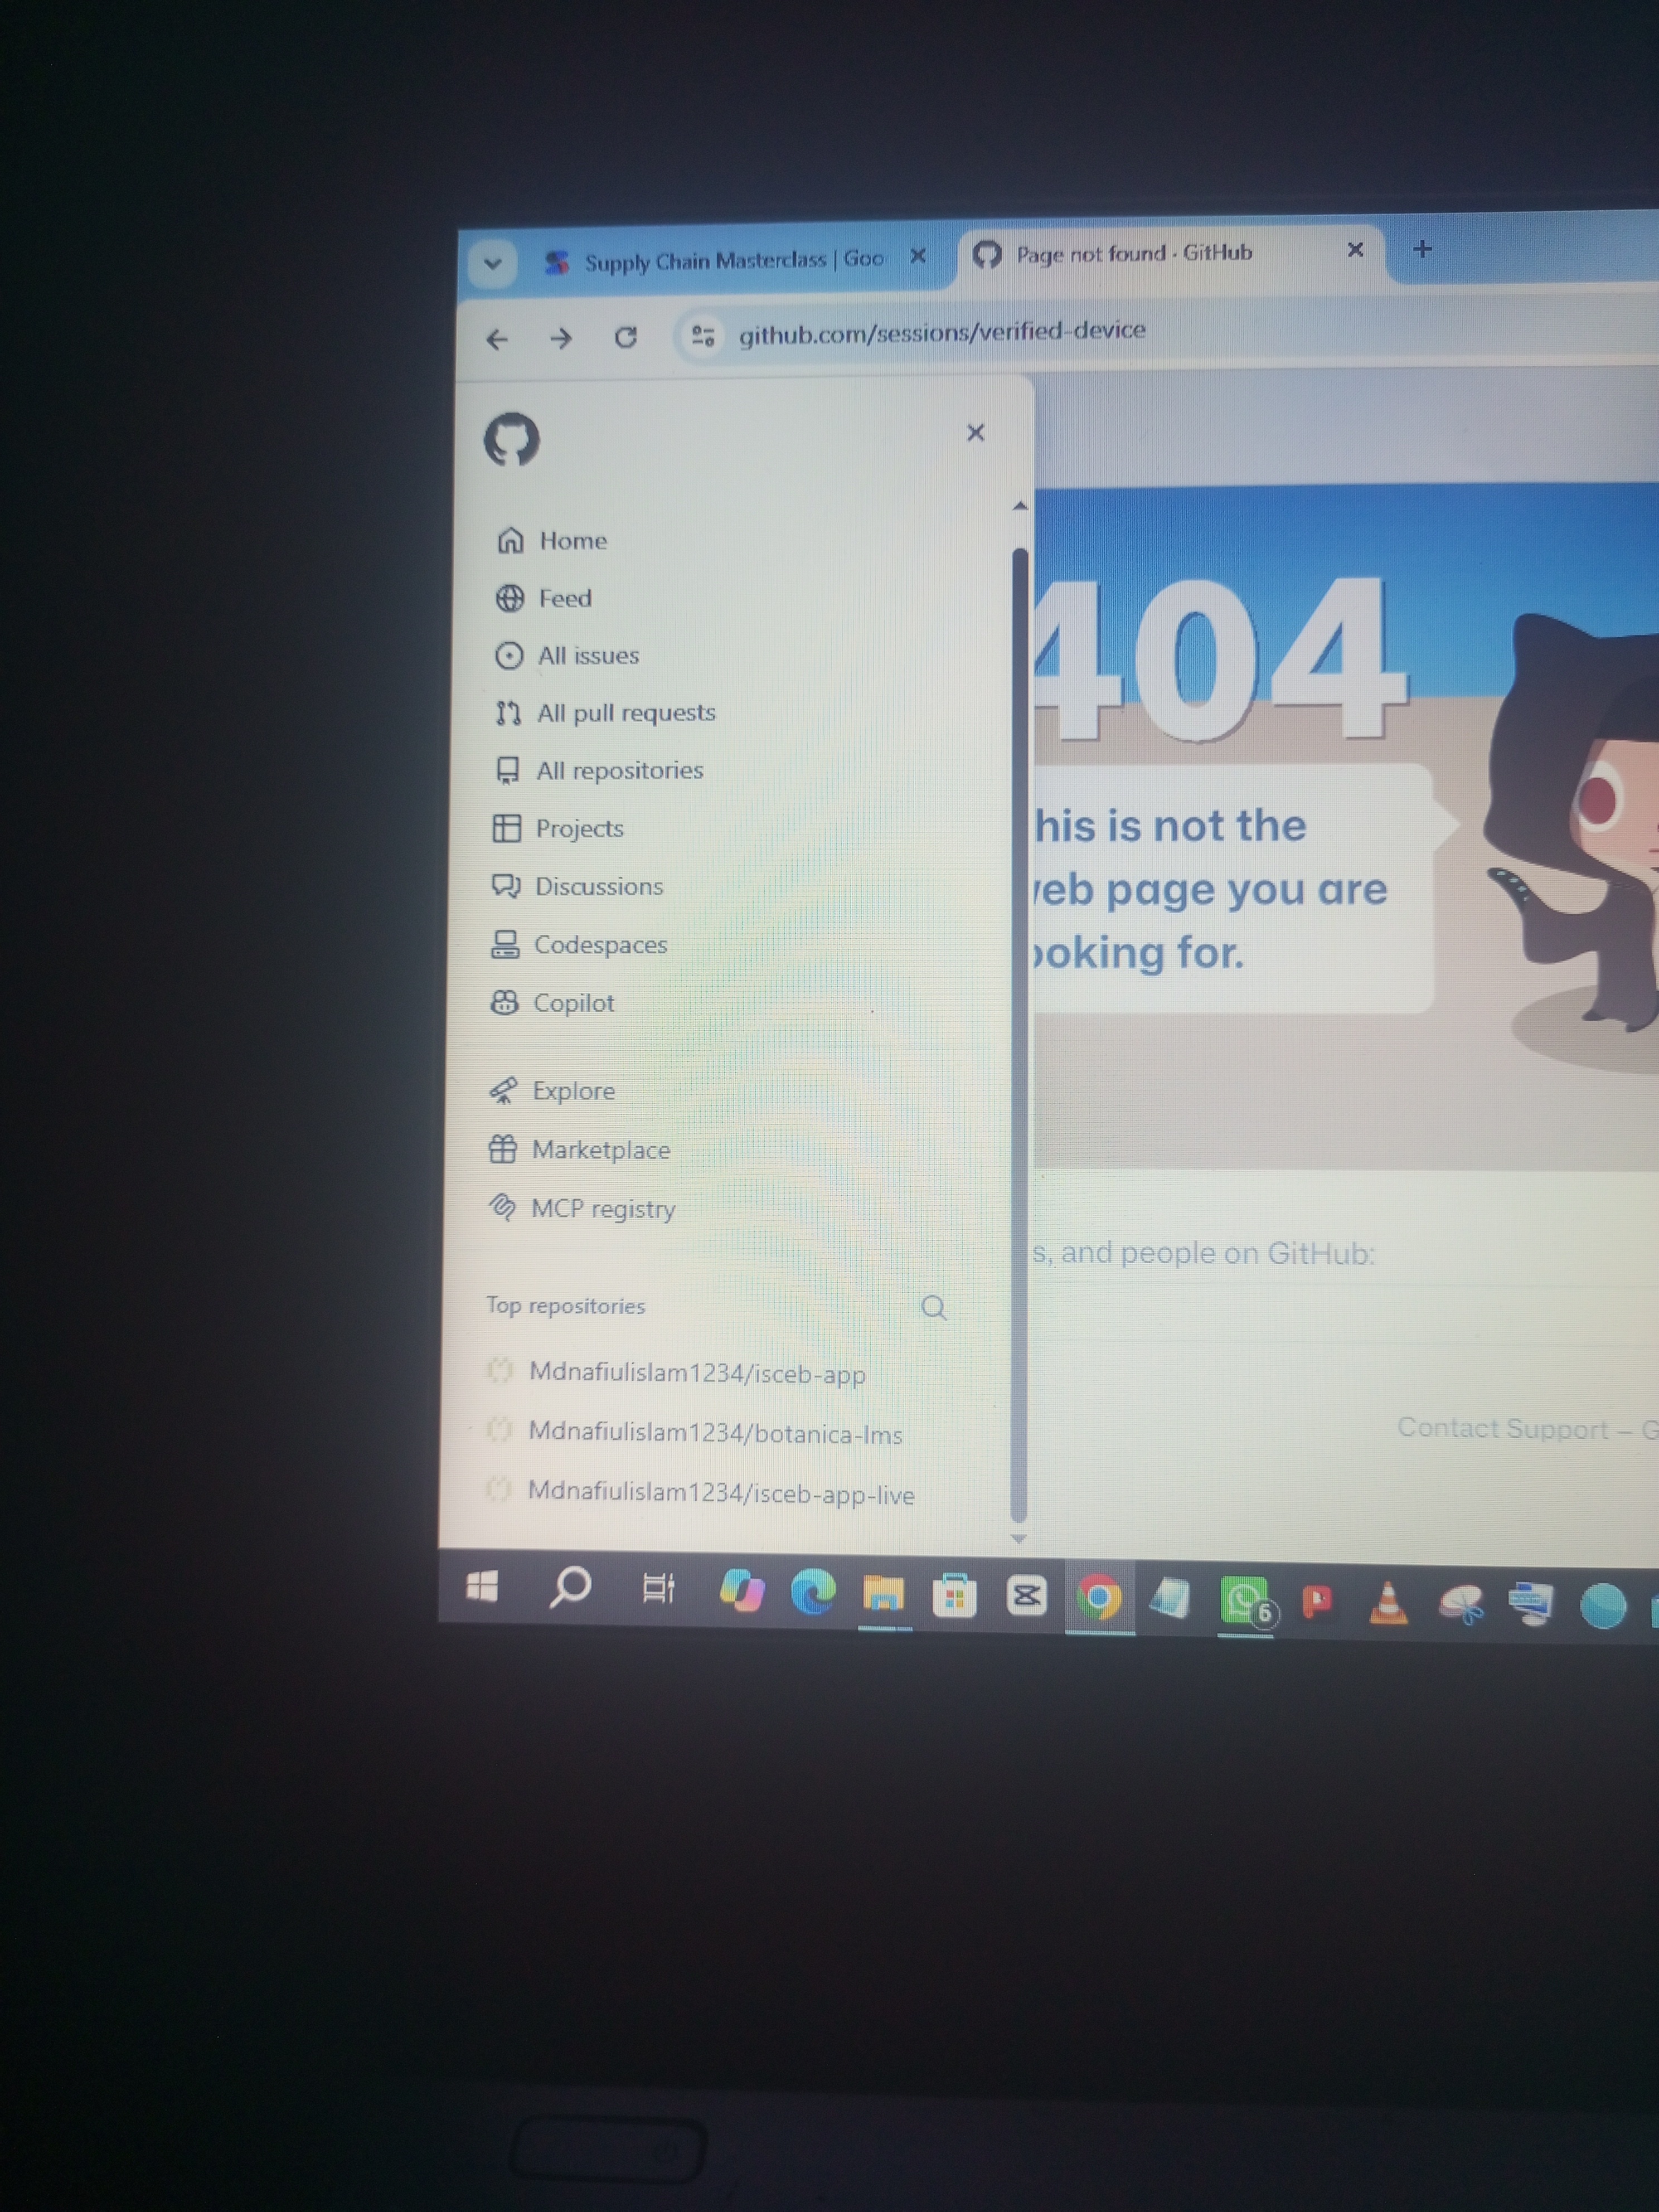 Supply Chain Masterclass | Goo
Page not found · GitHub
github.com/sessions/verified-device
Home
Feed
All issues
All pull requests
All repositories
Projects
Discussions
Codespaces
Copilot
Explore
Marketplace
MCP registry
Top repositories
Mdnafiulislam1234/isceb-app
Mdnafiulislam1234/botanica-lms
Mdnafiulislam1234/isceb-app-live
404
his is not the
eb page you are
ooking for.
s, and people on GitHub:
Contact Support — G
6